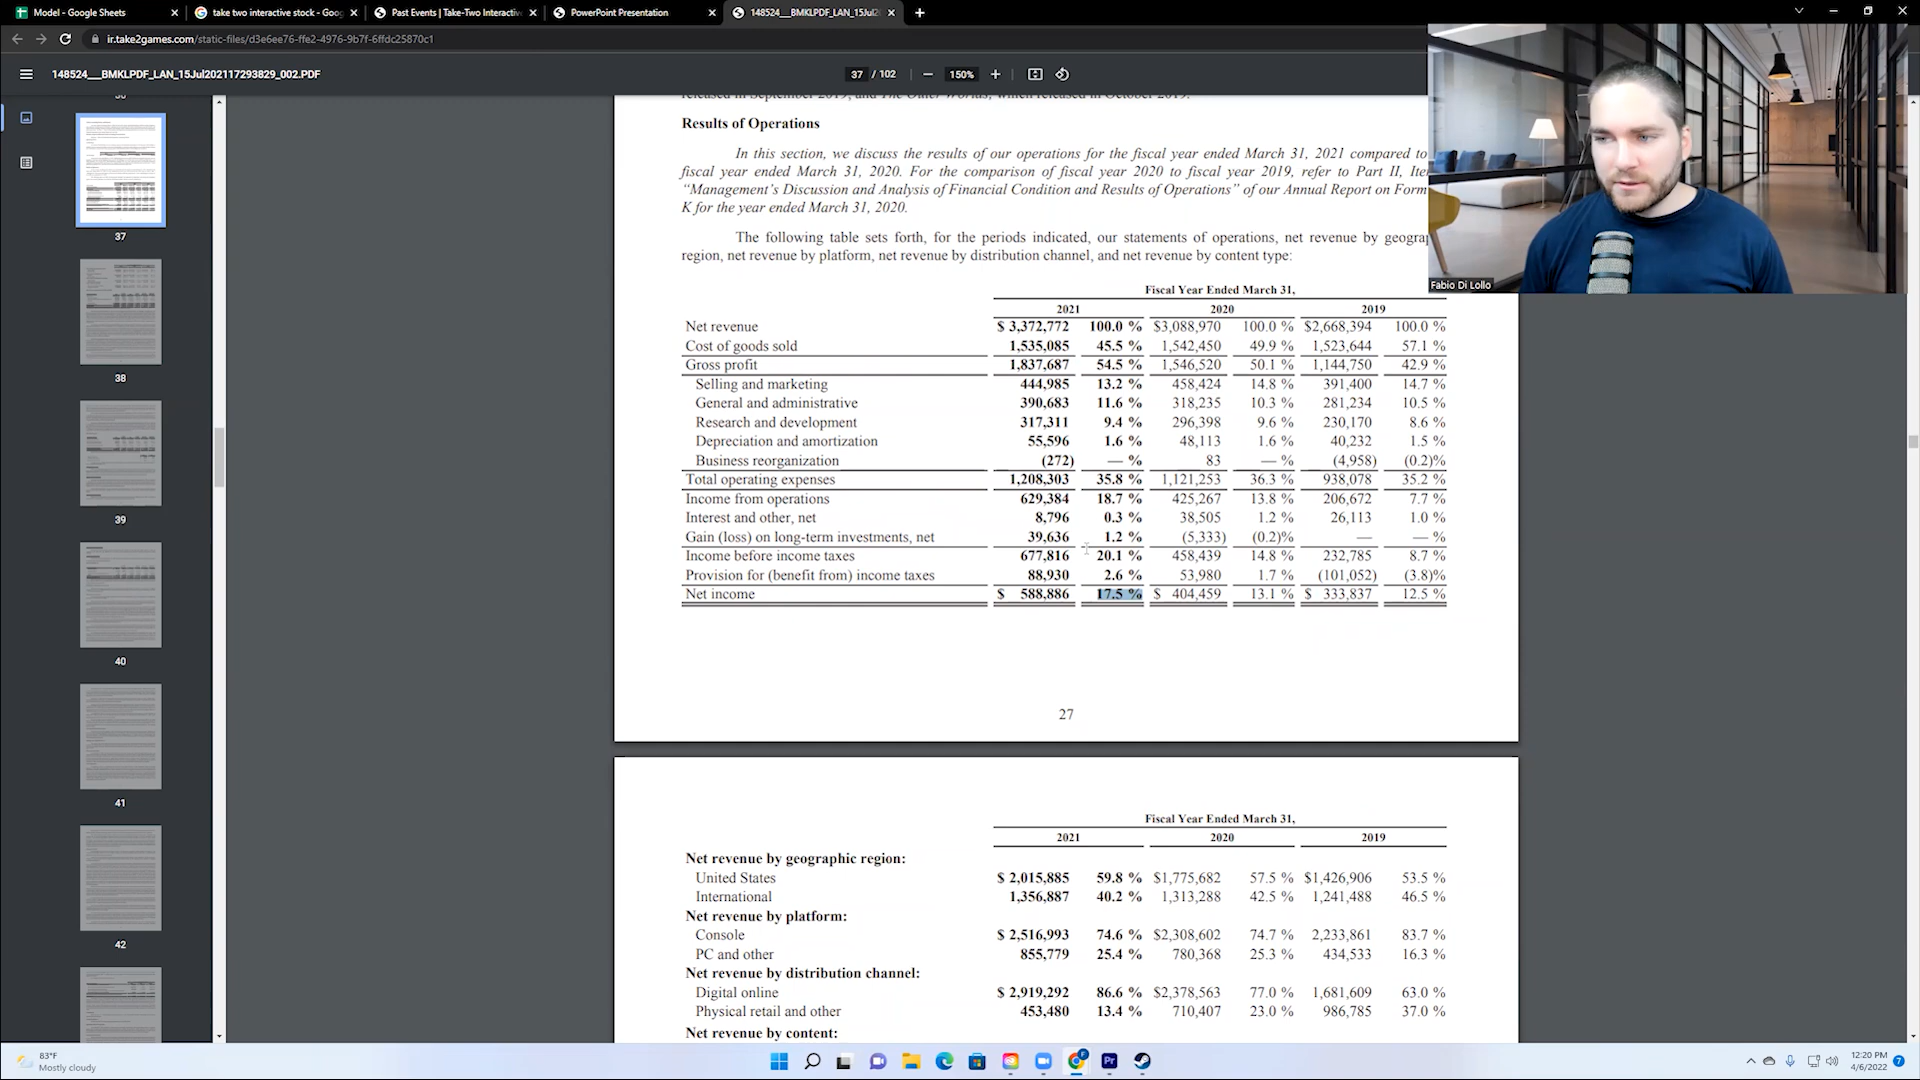 Model - Google Sheets
take two interactive stock - Goo
Past Events | Take-Two Interactiv
PowerPoint Presentation
148524__BMKLPDF_LAN_15Jul20
ir.take2games.com/static-files/d3e6ee76-ffe2-4976-9b7f-6ffdc25870c1
148524__BMKLPDF_LAN_15Jul202117293829_002.PDF
37 / 102
150%
released in September 2019, and The Outer Worlds, which released in October 2019.
Results of Operations
In this section, we discuss the results of our operations for the fiscal year ended March 31, 2021 compared to
fiscal year ended March 31, 2020. For the comparison of fiscal year 2020 to fiscal year 2019, refer to Part II, Ite
"Management's Discussion and Analysis of Financial Condition and Results of Operations" of our Annual Report on Form
K for the year ended March 31, 2020.
The following table sets forth, for the periods indicated, our statements of operations, net revenue by geogra
region, net revenue by platform, net revenue by distribution channel, and net revenue by content type:
Fabio Di Lollo
Fiscal Year Ended March 31,
2021 2020 2019
Net revenue $ 3,372,772 100.0 % $3,088,970 100.0 % $2,668,394 100.0 %
Cost of goods sold 1,535,085 45.5 % 1,542,450 49.9 % 1,523,644 57.1 %
Gross profit 1,837,687 54.5 % 1,546,520 50.1 % 1,144,750 42.9 %
Selling and marketing 444,985 13.2 % 458,424 14.8 % 391,400 14.7 %
General and administrative 390,683 11.6 % 318,235 10.3 % 281,234 10.5 %
Research and development 317,311 9.4 % 296,398 9.6 % 230,170 8.6 %
Depreciation and amortization 55,596 1.6 % 48,113 1.6 % 40,232 1.5 %
Business reorganization (272) — % 83 — % (4,958) (0.2)%
Total operating expenses 1,208,303 35.8 % 1,121,253 36.3 % 938,078 35.2 %
Income from operations 629,384 18.7 % 425,267 13.8 % 206,672 7.7 %
Interest and other, net 8,796 0.3 % 38,505 1.2 % 26,113 1.0 %
Gain (loss) on long-term investments, net 39,636 1.2 % (5,333) (0.2)% — — %
Income before income taxes 677,816 20.1 % 458,439 14.8 % 232,785 8.7 %
Provision for (benefit from) income taxes 88,930 2.6 % 53,980 1.7 % (101,052) (3.8)%
Net income $ 588,886 17.5 % $ 404,459 13.1 % $ 333,837 12.5 %
27
Fiscal Year Ended March 31,
2021 2020 2019
Net revenue by geographic region:
United States $ 2,015,885 59.8 % $1,775,682 57.5 % $1,426,906 53.5 %
International 1,356,887 40.2 % 1,313,288 42.5 % 1,241,488 46.5 %
Net revenue by platform:
Console $ 2,516,993 74.6 % $2,308,602 74.7 % 2,233,861 83.7 %
PC and other 855,779 25.4 % 780,368 25.3 % 434,533 16.3 %
Net revenue by distribution channel:
Digital online $ 2,919,292 86.6 % $2,378,563 77.0 % 1,681,609 63.0 %
Physical retail and other 453,480 13.4 % 710,407 23.0 % 986,785 37.0 %
Net revenue by content:
37
38
39
40
41
42
83°F
Mostly cloudy
Pr
12:20 PM
4/6/2022